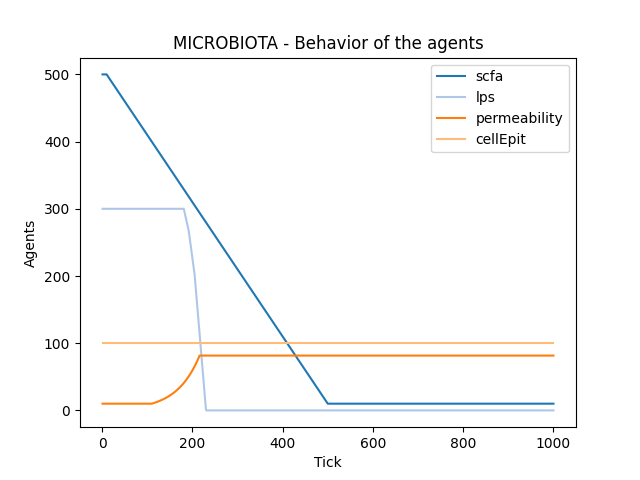 MICROBIOTA - Behavior of the agents
500
400
300
200
100
0
Agents
scfa
lps
permeability
cellEpit
0
200
400
600
800
1000
Tick